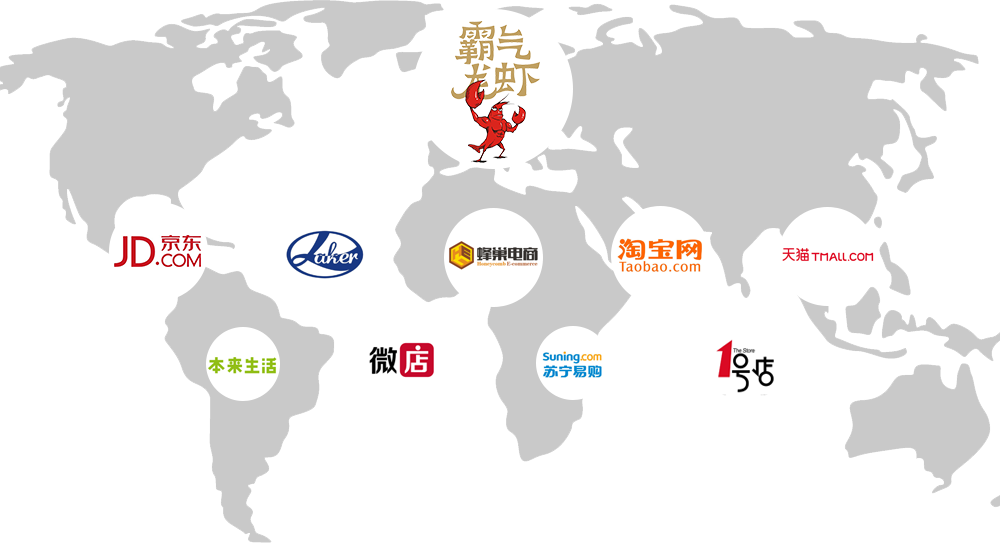 霸气
龙虾
JD.京东
.COM
Laker
蜂巢电商
Honeycomb E-commerce
淘宝网
Taobao.com
天猫 TMALL.COM
本来生活
微店
Suning.com
苏宁易购
The Store
1号店